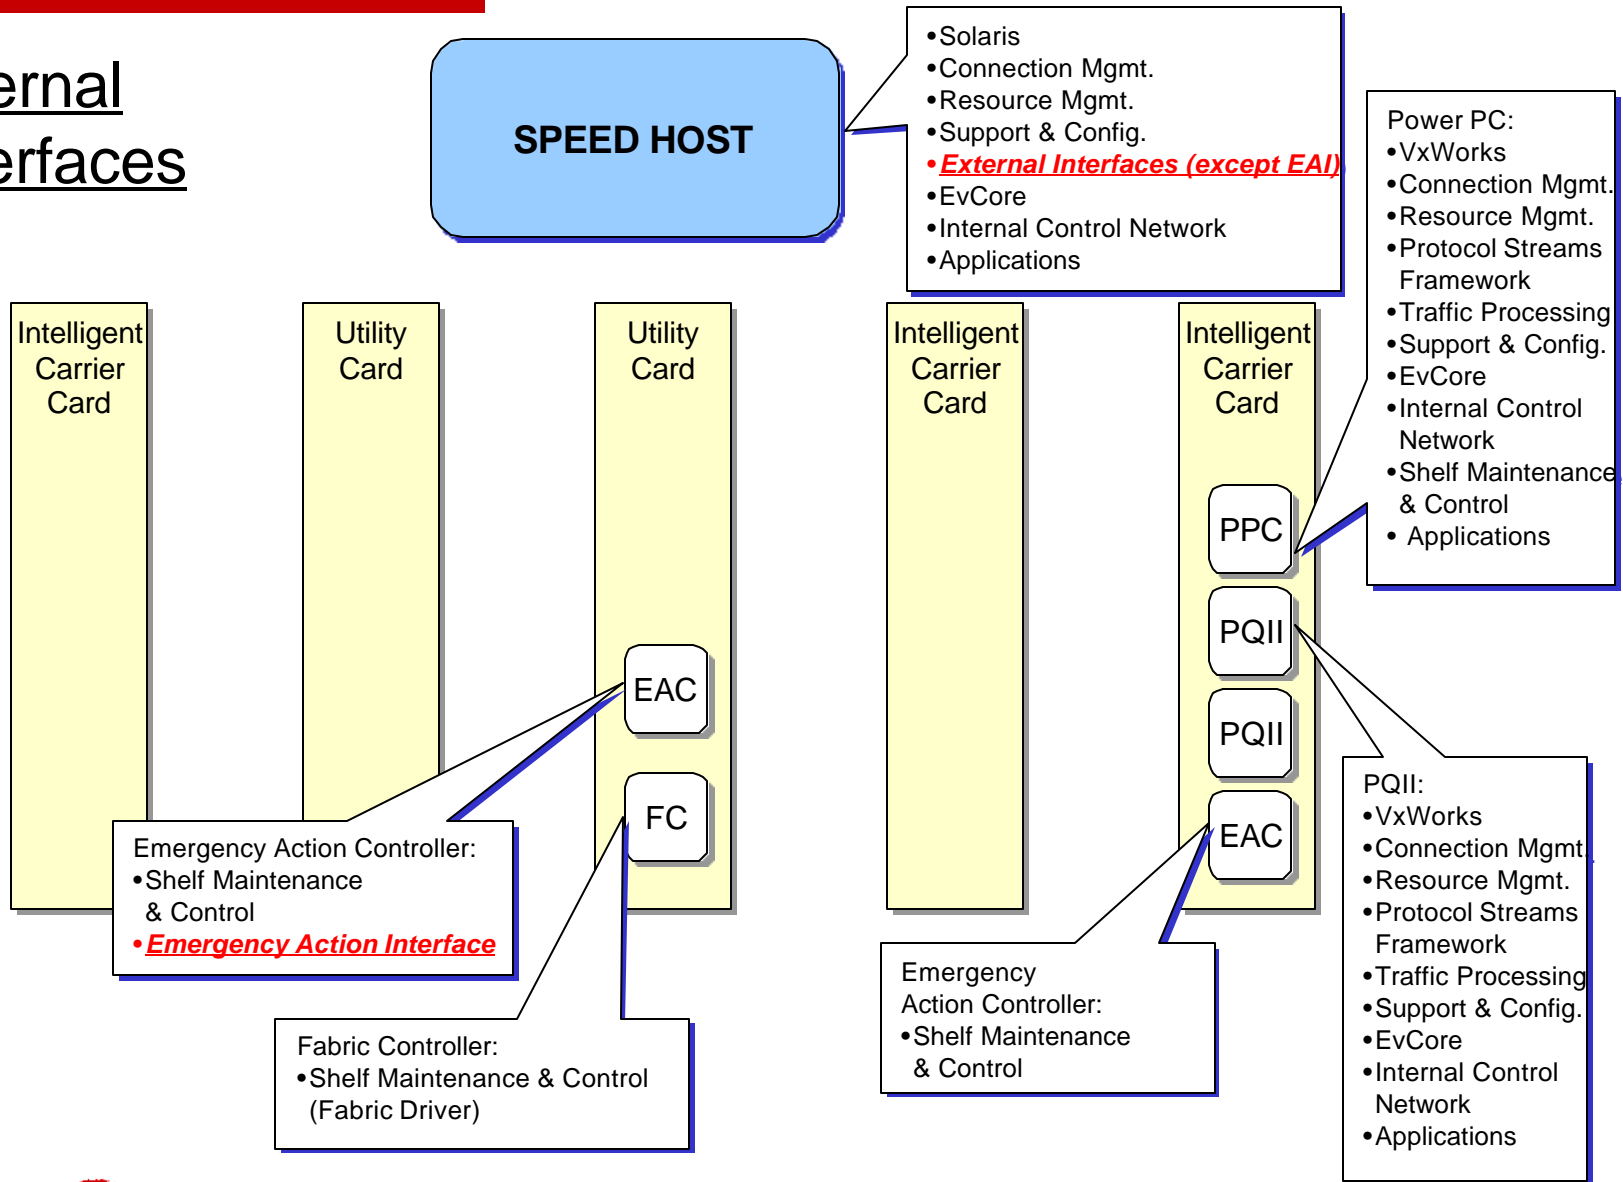 ernal
erfaces
SPEED HOST
•Solaris
•Connection Mgmt.
•Resource Mgmt.
•Support & Config.
•External Interfaces (except EAI)
•EvCore
•Internal Control Network
•Applications
Power PC:
•VxWorks
•Connection Mgmt.
•Resource Mgmt.
•Protocol Streams
Framework
•Traffic Processing
•Support & Config.
•EvCore
•Internal Control
Network
•Shelf Maintenance
& Control
• Applications
Intelligent
Carrier
Card
Utility
Card
Utility
Card
EAC
FC
Intelligent
Carrier
Card
Intelligent
Carrier
Card
PPC
PQII
PQII
EAC
Emergency Action Controller:
•Shelf Maintenance
& Control
•Emergency Action Interface
Fabric Controller:
•Shelf Maintenance & Control
(Fabric Driver)
Emergency
Action Controller:
•Shelf Maintenance
& Control
PQII:
•VxWorks
•Connection Mgmt.
•Resource Mgmt.
•Protocol Streams
Framework
•Traffic Processing
•Support & Config.
•EvCore
•Internal Control
Network
•Applications